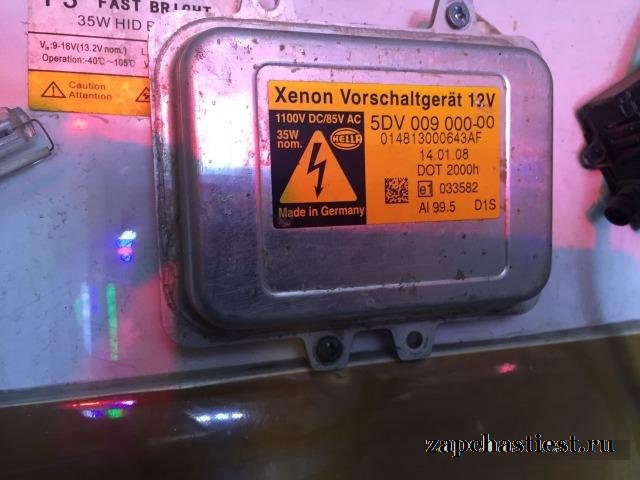 FAST BRIGHT
35W HID
Vin:9-16V(13.2V nom.)
Operation:-40℃~105℃
Caution
Attention
Xenon Vorschaltgerät 12V
1100V DC/85V AC
35W
nom.
HELLA
Made in Germany
5DV 009 000-00
014813000643AF
14.01.08
DOT 2000h
e1 033582
AI 99.5 D1S
zapchastiest.ru